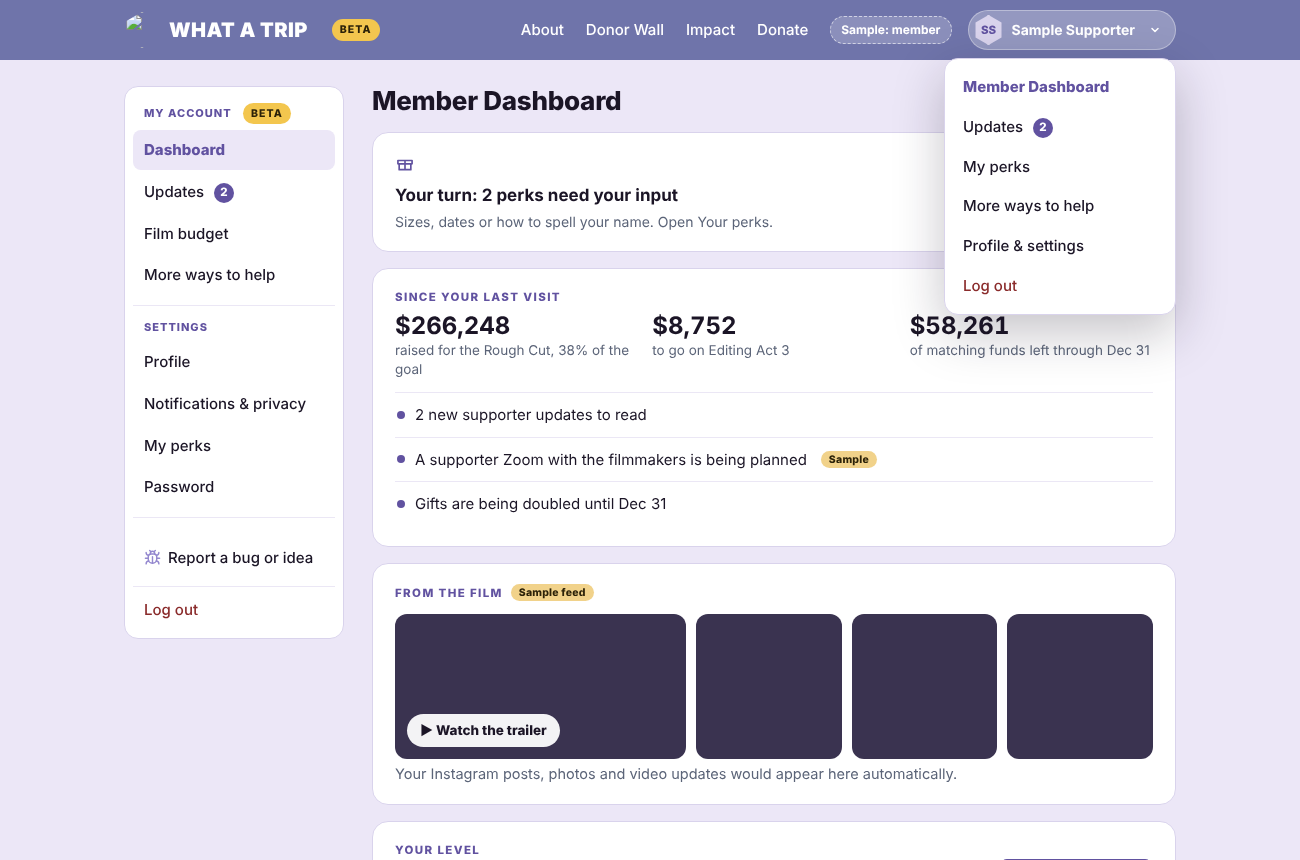 WHAT A TRIP BETA About Donor Wall Impact Donate Sample: member SS Sample Supporter
Member Dashboard
Updates 2
My perks
More ways to help
Profile & settings
Log out
MY ACCOUNT BETA
Dashboard
Updates 2
Film budget
More ways to help
SETTINGS
Profile
Notifications & privacy
My perks
Password
Report a bug or idea
Log out
Member Dashboard
Your turn: 2 perks need your input
Sizes, dates or how to spell your name. Open Your perks.
SINCE YOUR LAST VISIT
$266,248
raised for the Rough Cut, 38% of the
goal
$8,752
to go on Editing Act 3
$58,261
of matching funds left through Dec 31
2 new supporter updates to read
A supporter Zoom with the filmmakers is being planned Sample
Gifts are being doubled until Dec 31
FROM THE FILM Sample feed
Watch the trailer
Your Instagram posts, photos and video updates would appear here automatically.
YOUR LEVEL